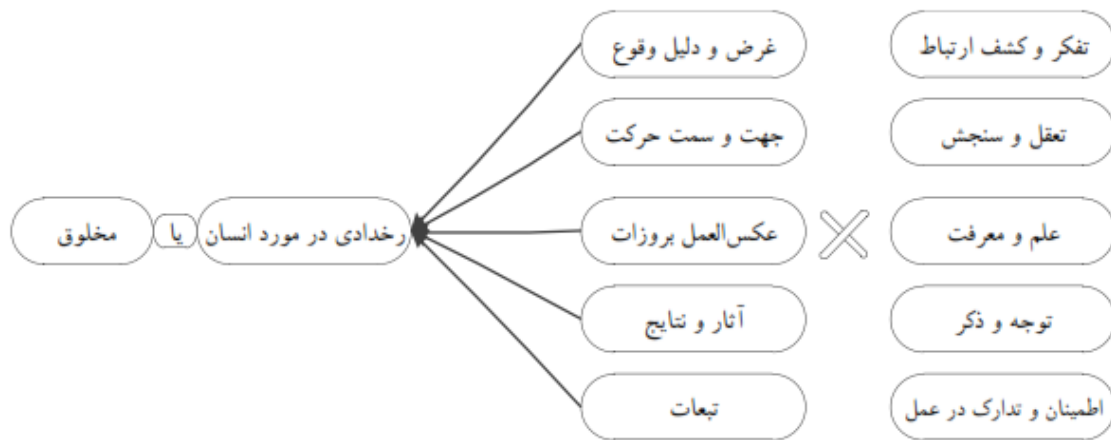 تفکر و کشف ارتباط
غرض و دلیل وقوع
تعقل و سنجش
جهت و سمت حرکت
علم و معرفت
عکس‌العمل بروزات
رخدادی در مورد انسان
یا
مخلوق
توجه و ذکر
آثار و نتایج
اطمینان و تدارک در عمل
تبعات